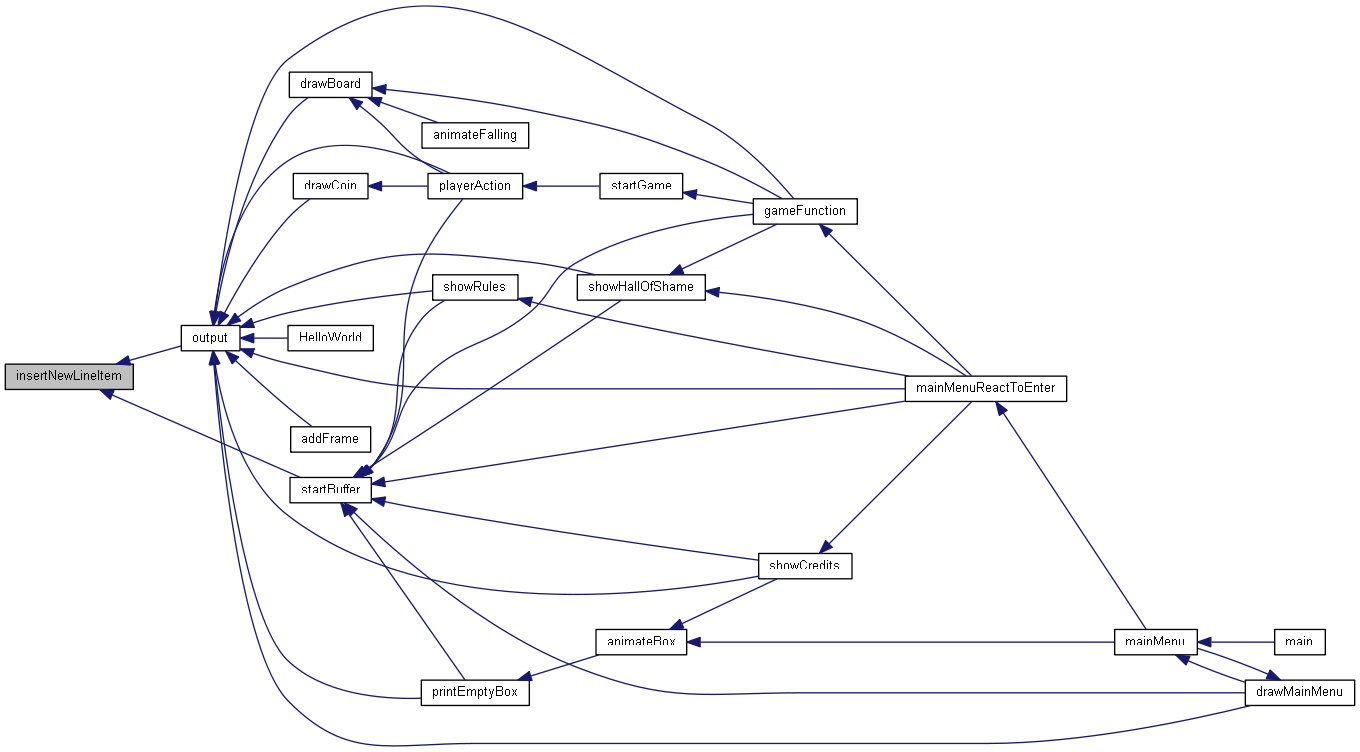 drawBoard
animateFalling
drawCoin
playerAction
startGame
gameFunction
showRules
showHallOfShame
output
HelloWorld
insertNewLineItem
mainMenuReactToEnter
addFrame
startBuffer
showCredits
animateBox
mainMenu
main
printEmptyBox
drawMainMenu